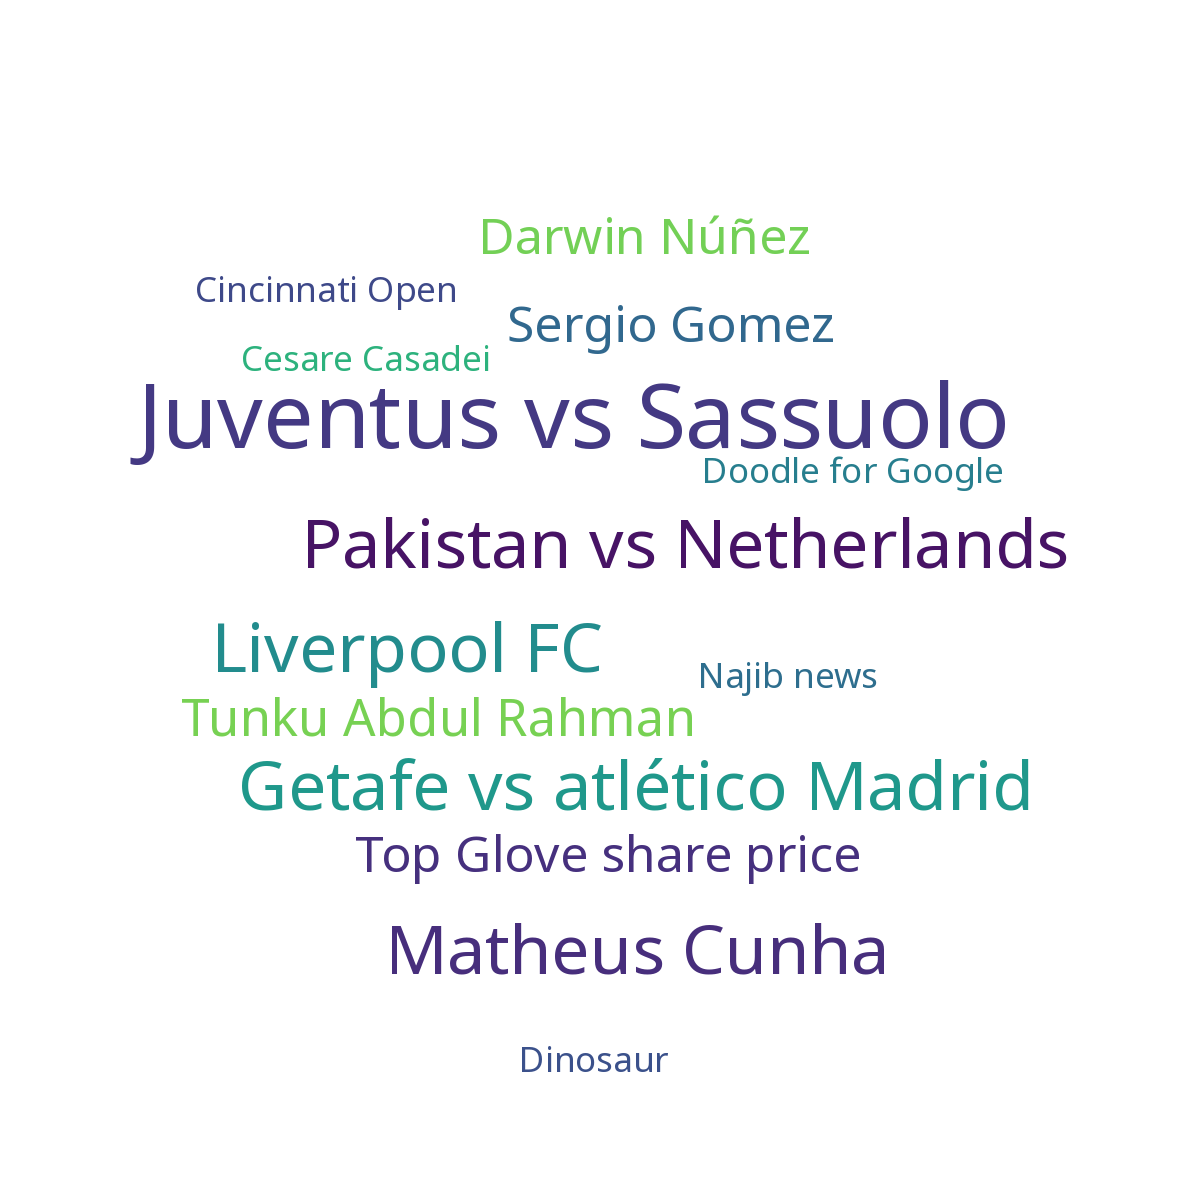 Darwin Núñez
Cincinnati Open
Sergio Gomez
Cesare Casadei
Juventus vs Sassuolo
Doodle for Google
Pakistan vs Netherlands
Liverpool FC
Najib news
Tunku Abdul Rahman
Getafe vs atlético Madrid
Top Glove share price
Matheus Cunha
Dinosaur